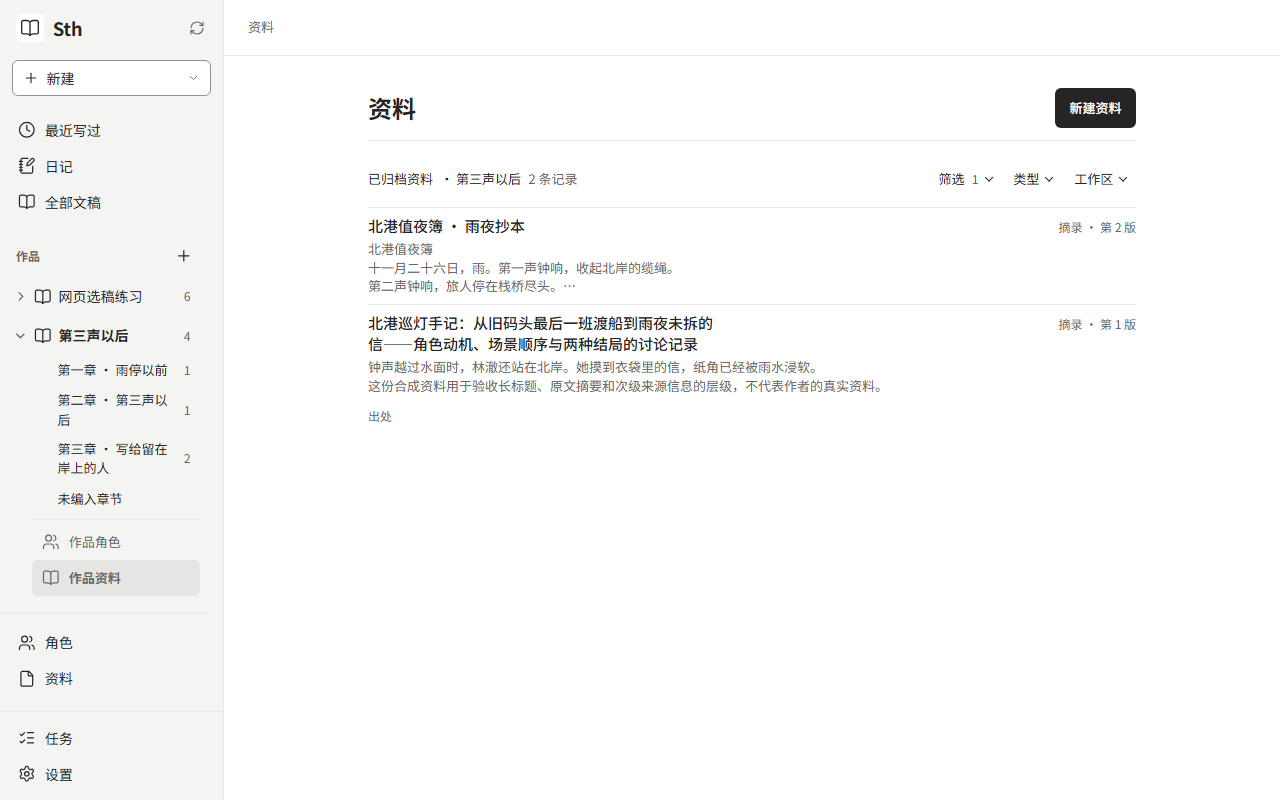 Sth
新建
最近写过
日记
全部文稿
作品
网页选稿练习 6
第三声以后 4
第一章 · 雨停以前 1
第二章 · 第三声以
后 1
第三章 · 写给留在
岸上的人 2
未编入章节
作品角色
作品资料
角色
资料
任务
设置
资料
资料
新建资料
已归档资料 · 第三声以后 2 条记录
筛选 1 类型 工作区
北港值夜簿 · 雨夜抄本
摘录 · 第 2 版
北港值夜簿
十一月二十六日，雨。第一声钟响，收起北岸的缆绳。
第二声钟响，旅人停在栈桥尽头。…
北港巡灯手记：从旧码头最后一班渡船到雨夜未拆的
信——角色动机、场景顺序与两种结局的讨论记录
摘录 · 第 1 版
钟声越过水面时，林澈还站在北岸。她摸到衣袋里的信，纸角已经被雨水浸软。
这份合成资料用于验收长标题、原文摘要和次级来源信息的层级，不代表作者的真实资料。
出处